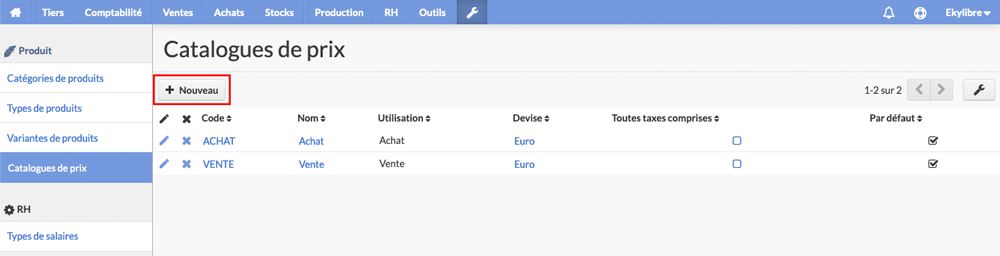 Tiers Comptabilité Ventes Achats Stocks Production RH Outils Ekylibre
Produit
Catégories de produits
Types de produits
Variantes de produits
Catalogues de prix
RH
Types de salaires
Catalogues de prix
Nouveau
1-2 sur 2
Code Nom Utilisation Devise Toutes taxes comprises Par défaut
ACHAT Achat Achat Euro
VENTE Vente Vente Euro